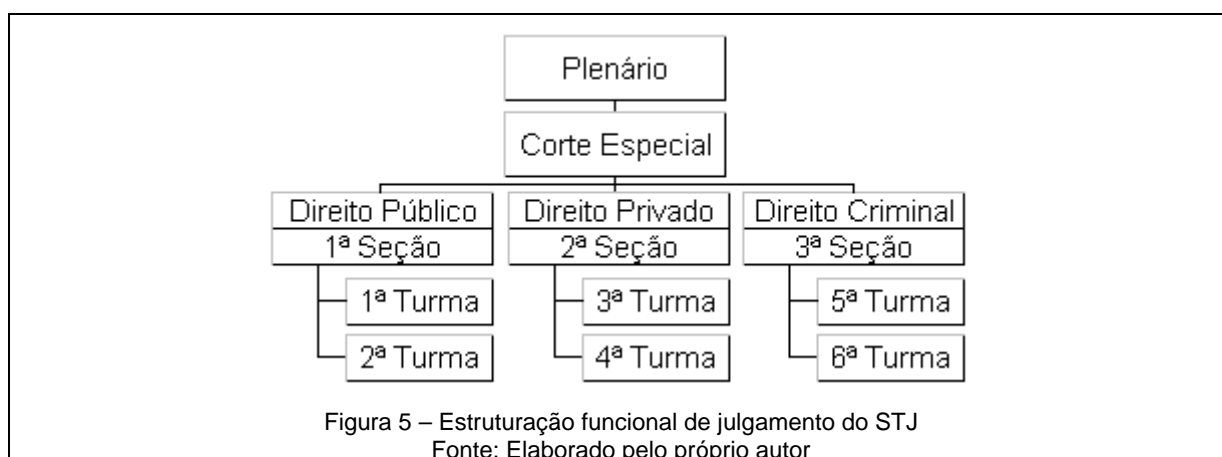 Plenário
Corte Especial
Direito Público
1ª Seção
1ª Turma
2ª Turma
Direito Privado
2ª Seção
3ª Turma
4ª Turma
Direito Criminal
3ª Seção
5ª Turma
6ª Turma
Figura 5 – Estruturação funcional de julgamento do STJ
Fonte: Elaborado pelo próprio autor